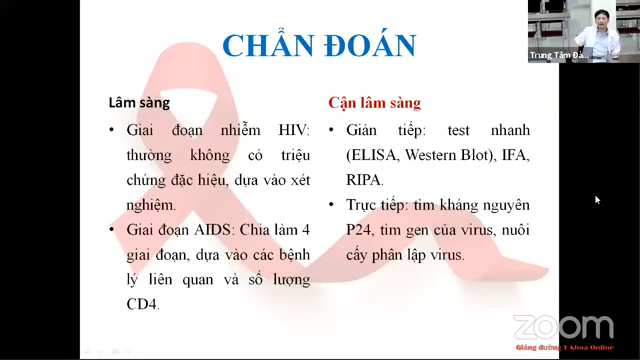 Trung Tâm Đà...
CHẨN ĐOÁN
Lâm sàng
• Giai đoạn nhiễm HIV:
thường không có triệu
chứng đặc hiệu, dựa vào xét
nghiệm.
• Giai đoạn AIDS: Chia làm 4
giai đoạn, dựa vào các bệnh
lý liên quan và số lượng
CD4.
Cận lâm sàng
• Gián tiếp: test nhanh
(ELISA, Western Blot), IFA,
RIPA.
• Trực tiếp: tìm kháng nguyên
P24, tìm gen của virus, nuôi
cấy phân lập virus.
zoom
Giảng đường Y khoa Online